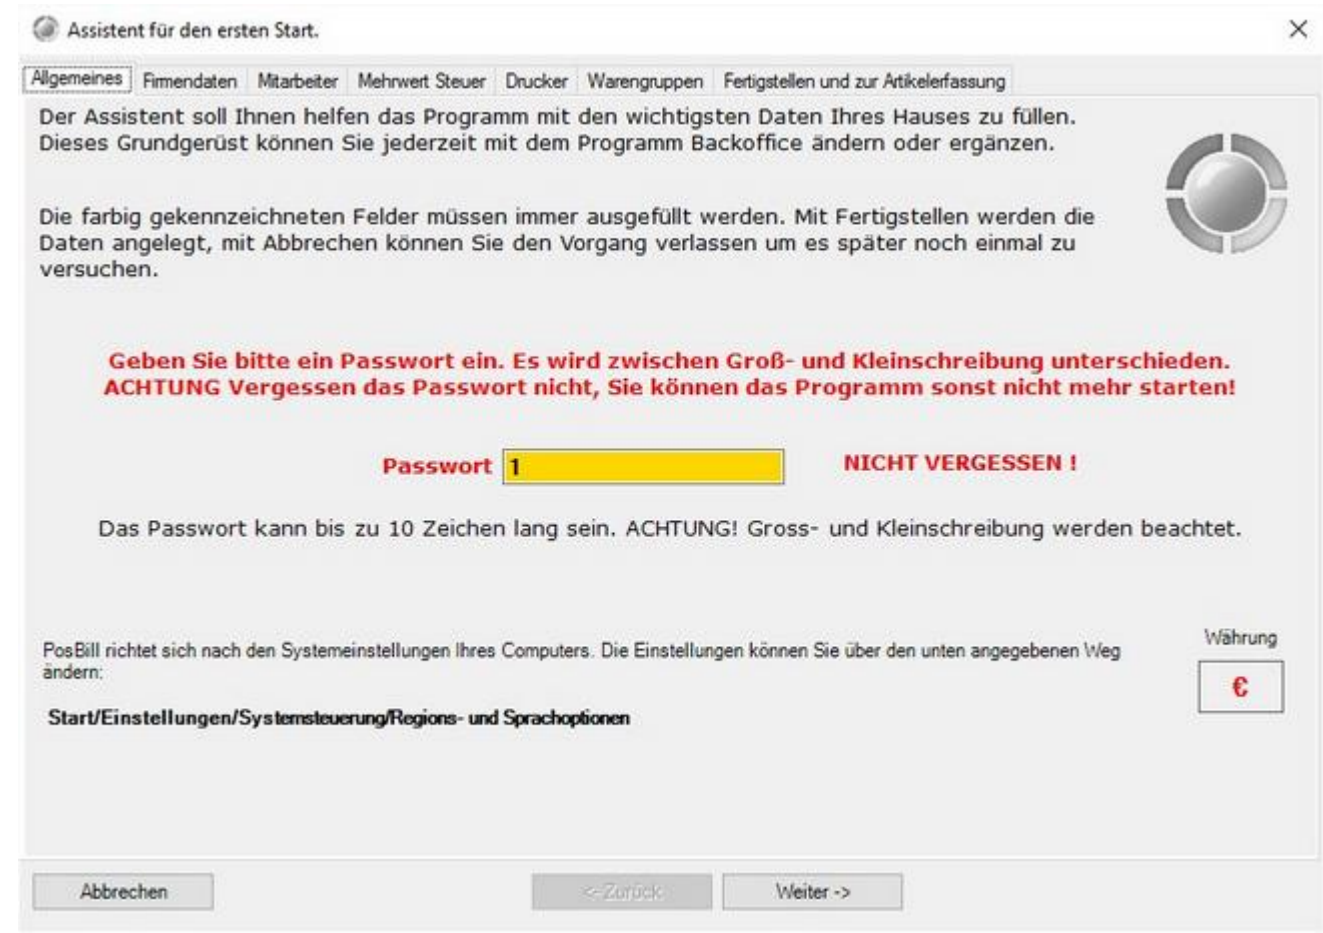 Assistent für den ersten Start.
Allgemeines Firmendaten Mitarbeiter Mehrwert Steuer Drucker Warengruppen Fertigstellen und zur Artikelerfassung
Der Assistent soll Ihnen helfen das Programm mit den wichtigsten Daten Ihres Hauses zu füllen.
Dieses Grundgerüst können Sie jederzeit mit dem Programm Backoffice ändern oder ergänzen.
Die farbig gekennzeichneten Felder müssen immer ausgefüllt werden. Mit Fertigstellen werden die
Daten angelegt, mit Abbrechen können Sie den Vorgang verlassen um es später noch einmal zu
versuchen.
Geben Sie bitte ein Passwort ein. Es wird zwischen Groß- und Kleinschreibung unterschieden.
ACHTUNG Vergessen das Passwort nicht, Sie können das Programm sonst nicht mehr starten!
Passwort 1 NICHT VERGESSEN !
Das Passwort kann bis zu 10 Zeichen lang sein. ACHTUNG! Gross- und Kleinschreibung werden beachtet.
Währung
PosBill richtet sich nach den Systemeinstellungen Ihres Computers. Die Einstellungen können Sie über den unten angegebenen Weg
ändern:
€
Start/Einstellungen/Systemsteuerung/Regions- und Sprachoptionen
Abbrechen <- Zurück Weiter ->